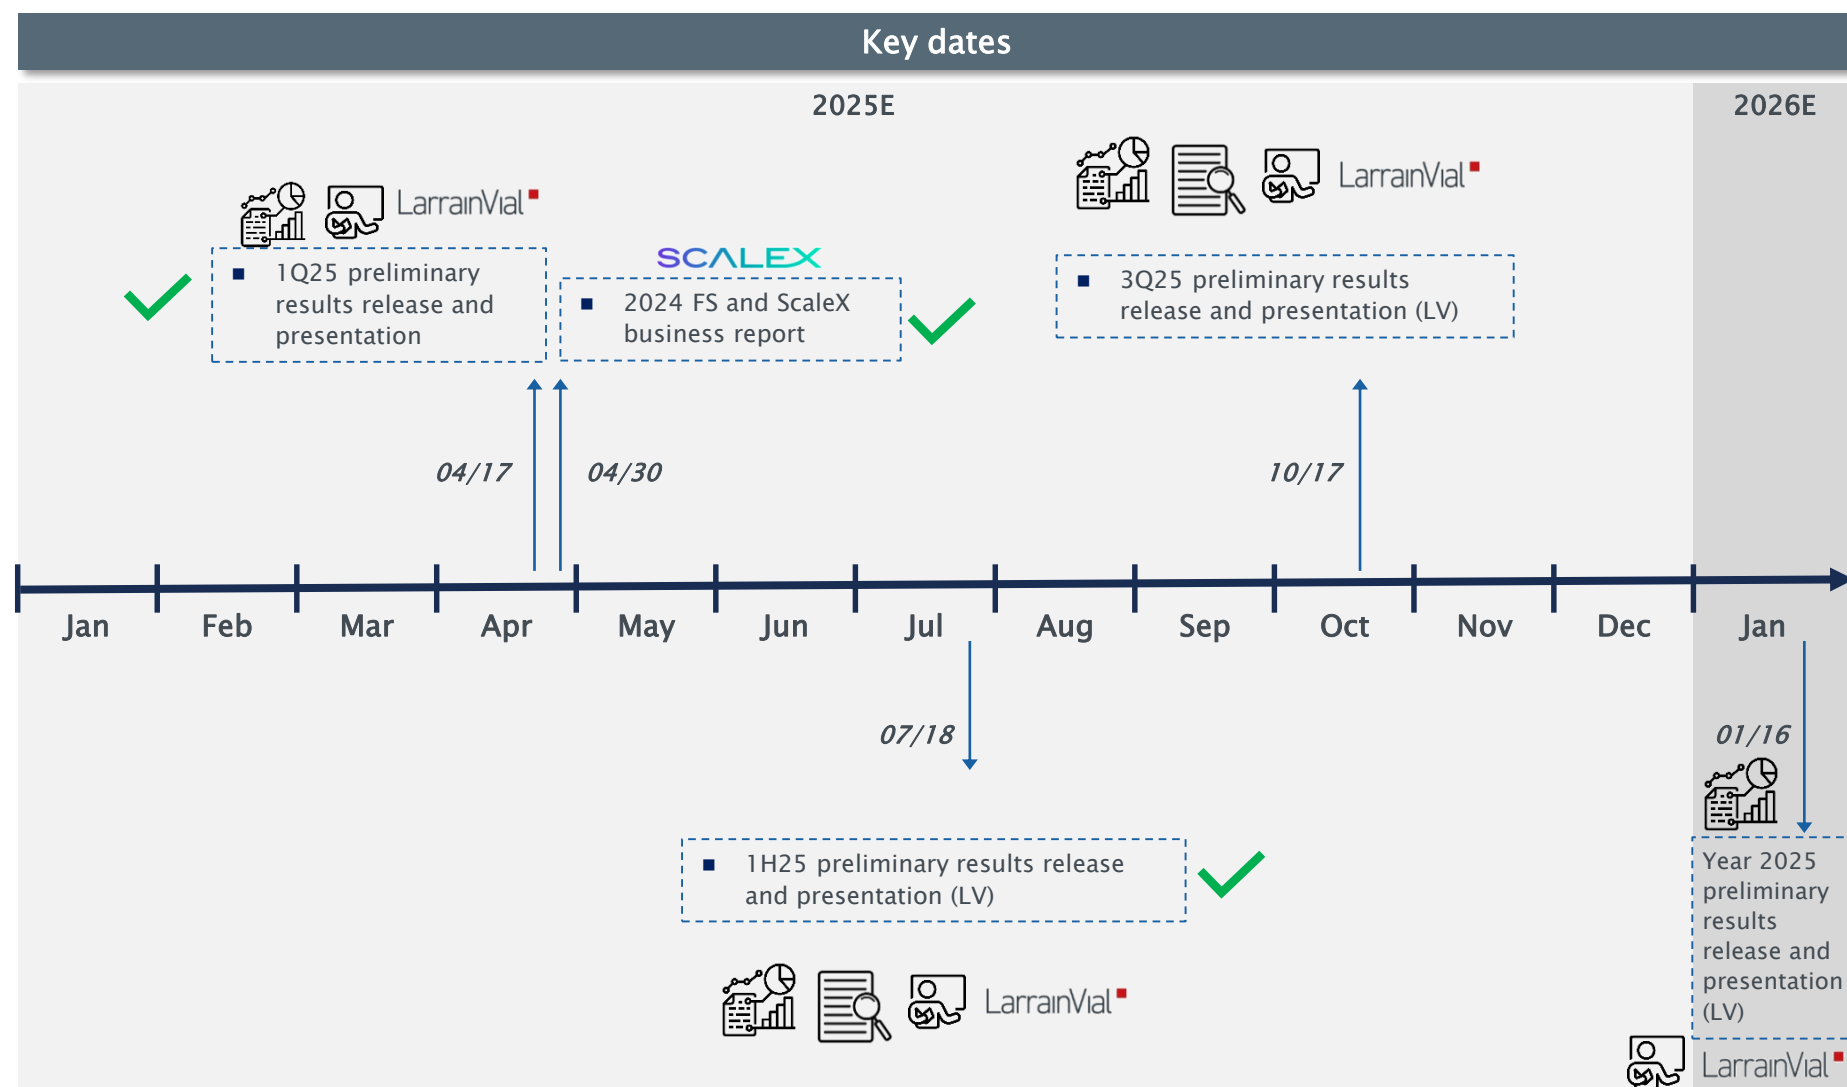 Key dates
2025E
2026E
LarrainVial
1Q25 preliminary
results release and
presentation
SCALEX
2024 FS and ScaleX
business report
LarrainVial
3Q25 preliminary results
release and presentation (LV)
04/17
04/30
10/17
Jan
Feb
Mar
Apr
May
Jun
Jul
Aug
Sep
Oct
Nov
Dec
Jan
07/18
01/16
1H25 preliminary results release
and presentation (LV)
LarrainVial
Year 2025
preliminary
results
release and
presentation
(LV)
LarrainVial